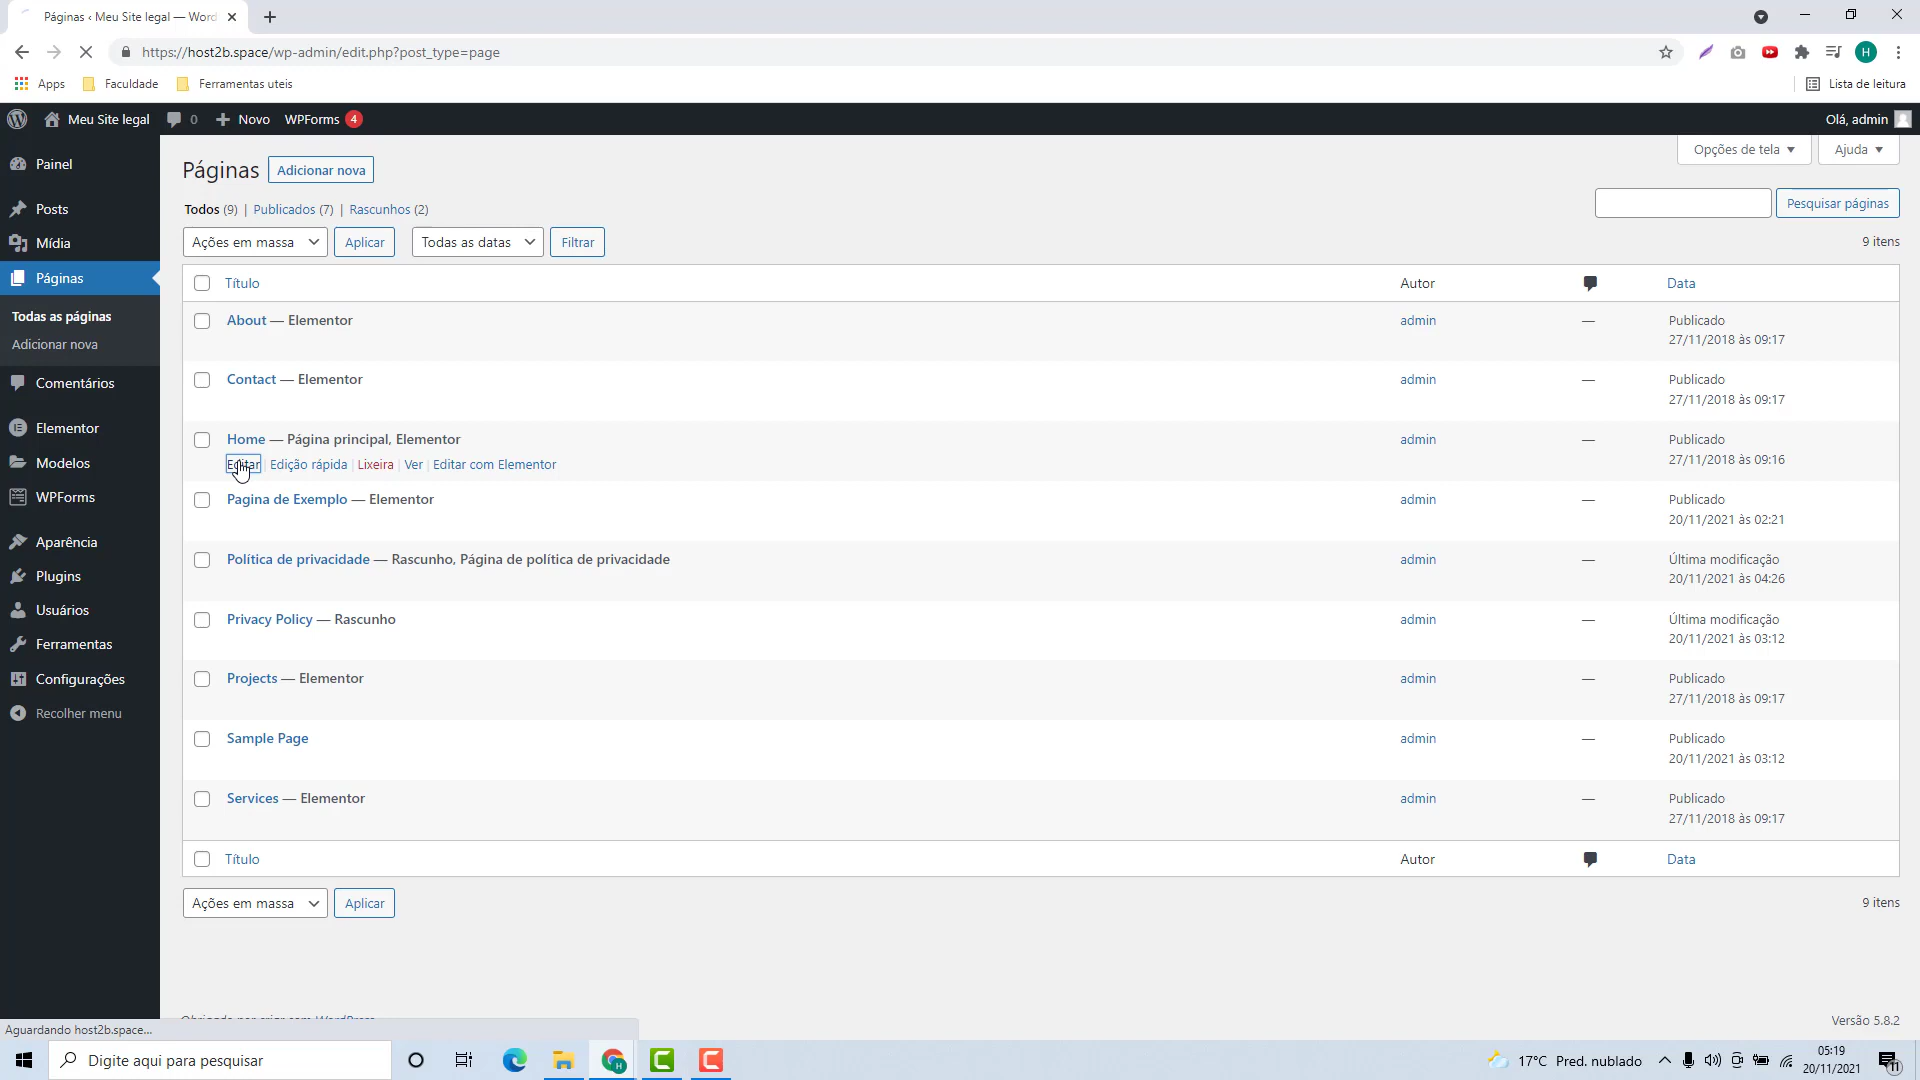 Páginas ‹ Meu Site legal — Word
https://host2b.space/wp-admin/edit.php?post_type=page
H
Apps Faculdade Ferramentas uteis Lista de leitura
Meu Site legal 0 Novo WPForms 4 Olá, admin
Opções de tela Ajuda
Painel
Posts
Mídia
Páginas
Todas as páginas
Adicionar nova
Comentários
Elementor
Modelos
WPForms
Aparência
Plugins
Usuários
Ferramentas
Configurações
Recolher menu
Páginas Adicionar nova
Todos (9) | Publicados (7) | Rascunhos (2)
Pesquisar páginas
Ações em massa Aplicar Todas as datas Filtrar 9 itens
Título Autor Data
About — Elementor admin — Publicado
27/11/2018 às 09:17
Contact — Elementor admin — Publicado
27/11/2018 às 09:17
Home — Página principal, Elementor admin — Publicado
Editar | Edição rápida | Lixeira | Ver | Editar com Elementor 27/11/2018 às 09:16
Pagina de Exemplo — Elementor admin — Publicado
20/11/2021 às 02:21
Política de privacidade — Rascunho, Página de política de privacidade admin — Última modificação
20/11/2021 às 04:26
Privacy Policy — Rascunho admin — Última modificação
20/11/2021 às 03:12
Projects — Elementor admin — Publicado
27/11/2018 às 09:17
Sample Page admin — Publicado
20/11/2021 às 03:12
Services — Elementor admin — Publicado
27/11/2018 às 09:17
Título Autor Data
Ações em massa Aplicar 9 itens
Obrigado por criar com WordPress. Versão 5.8.2
Aguardando host2b.space...
Digite aqui para pesquisar 17°C Pred. nublado 05:19
20/11/2021 11